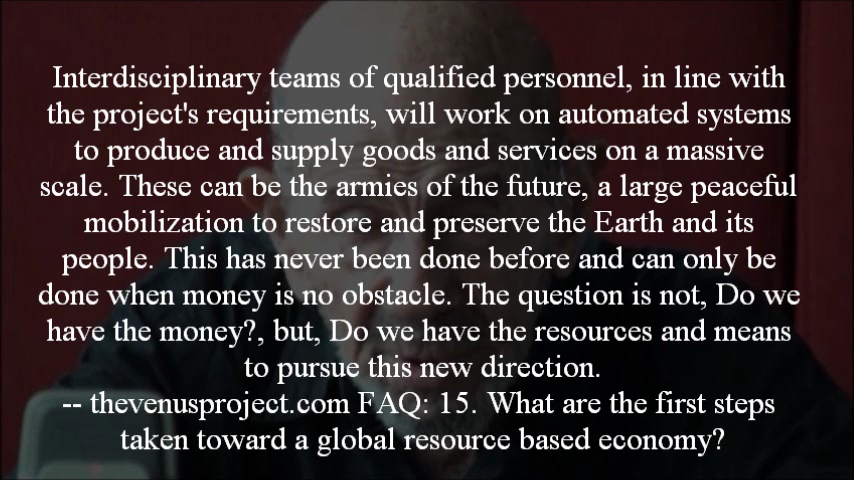 Interdisciplinary teams of qualified personnel, in line with
the project's requirements, will work on automated systems
to produce and supply goods and services on a massive
scale. These can be the armies of the future, a large peaceful
mobilization to restore and preserve the Earth and its
people. This has never been done before and can only be
done when money is no obstacle. The question is not, Do we
have the money?, but, Do we have the resources and means
to pursue this new direction.
-- thevenusproject.com FAQ: 15. What are the first steps
taken toward a global resource based economy?